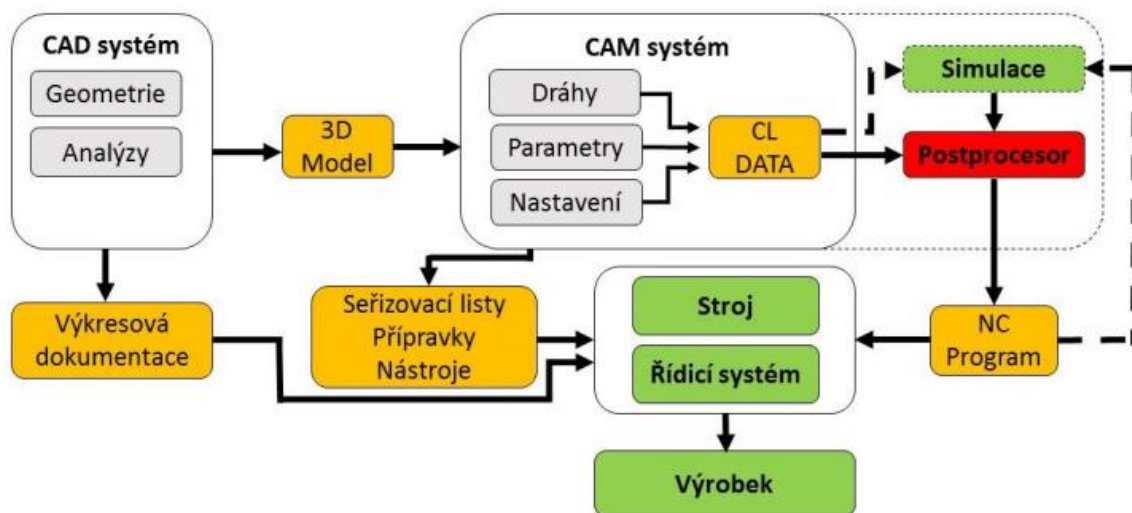 CAD systém
Geometrie
Analýzy
3D
Model
CAM systém
Dráhy
Parametry
Nastavení
CL
DATA
Simulace
Postprocesor
Výkresová
dokumentace
Seřizovací listy
Přípravky
Nástroje
Stroj
Řídicí systém
NC
Program
Výrobek